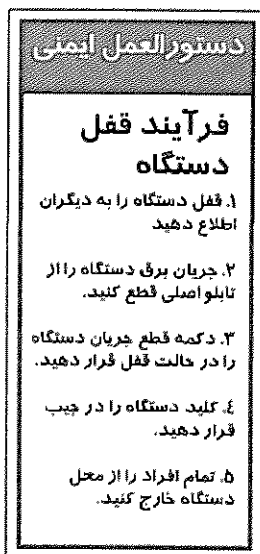 دستورالعمل ایمنی
فرآیند قفل
دستگاه
۱. قفل دستگاه را به دیگران
اطلاع دهید
۲. جریان برق دستگاه را از
تابلو اصلی قطع کنید.
۳. دکمه قطع جریان دستگاه
را در حالت قفل قرار دهید.
٤. کلید دستگاه را در جیب
قرار دهید.
۵. تمام افراد را از محل
دستگاه خارج کنید.